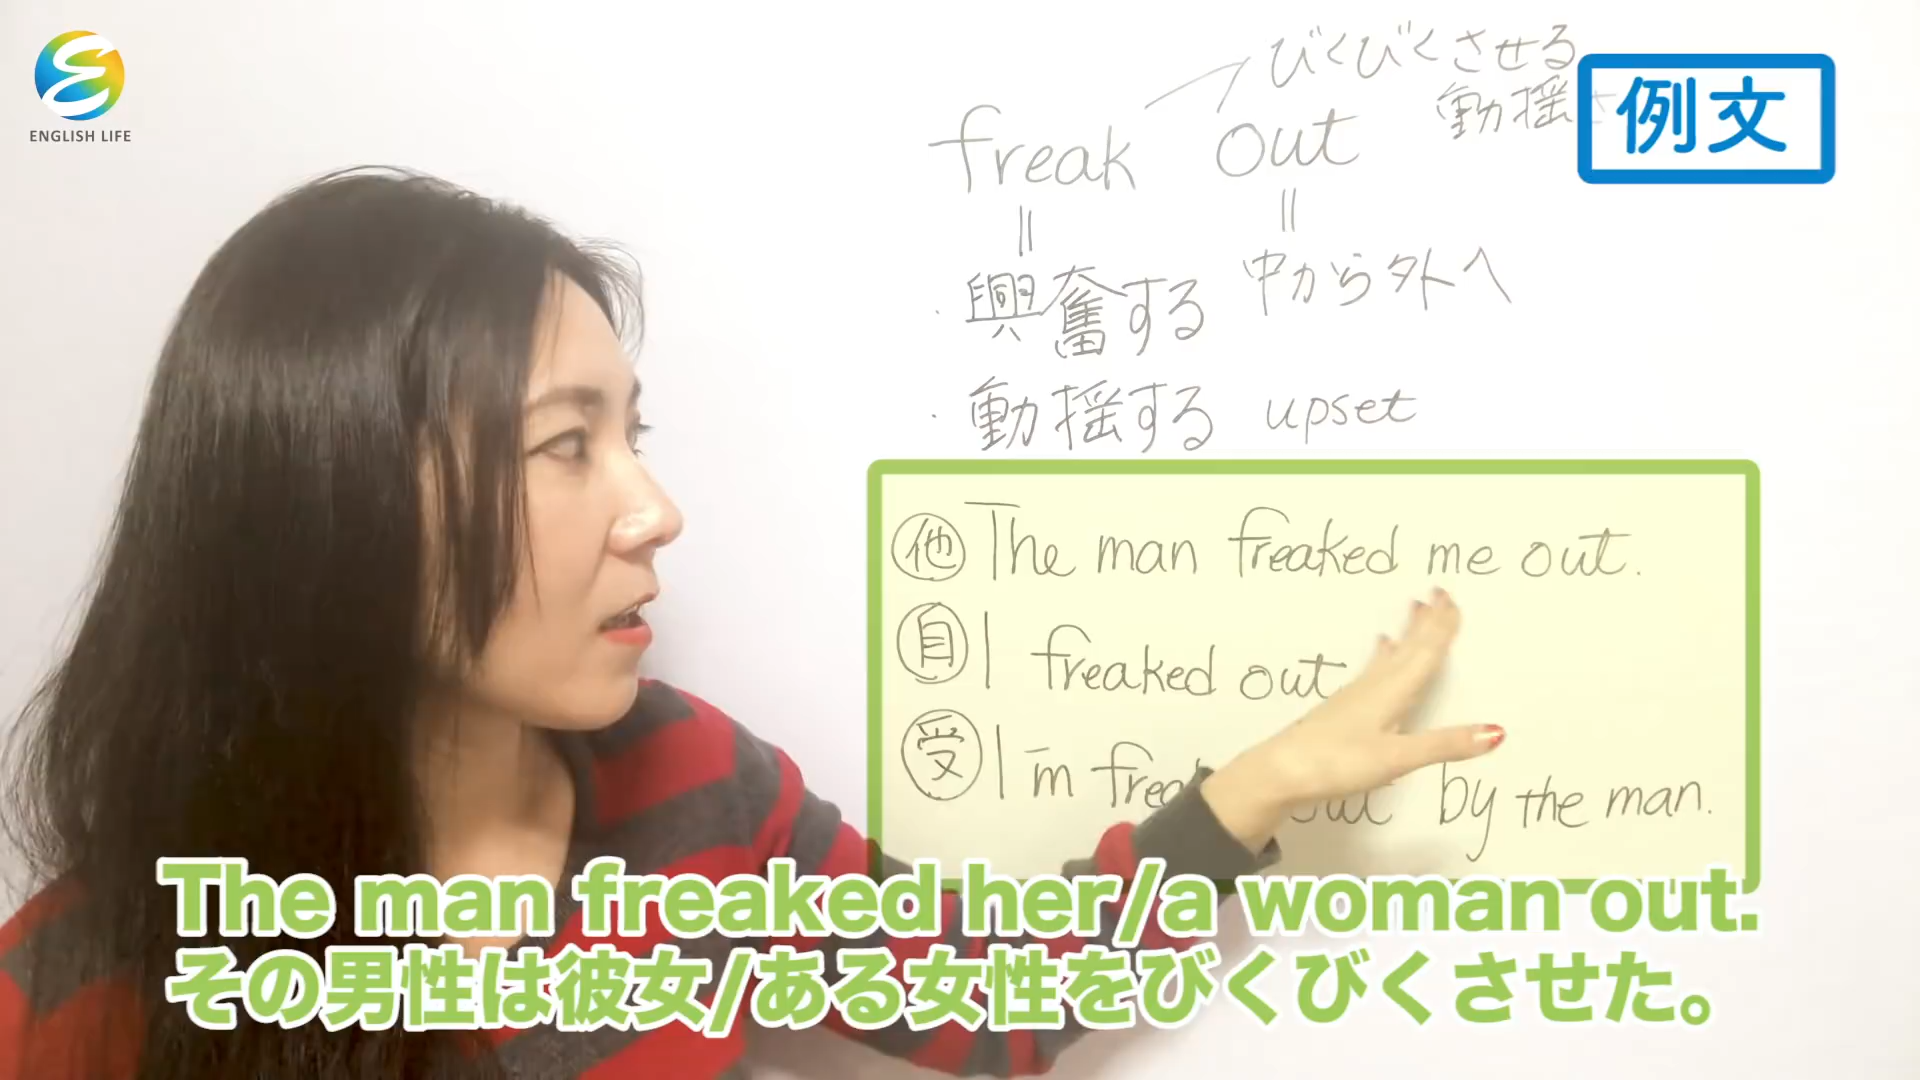 ENGLISH LIFE
びくびくさせる
動揺さ
例文
freak out
興奮する 中から外へ
・動揺する upset
他 The man freaked me out.
自 I freaked out.
受 I'm out by the man.
The man freaked her/a woman out.
その男性は彼女/ある女性をびくびくさせた。